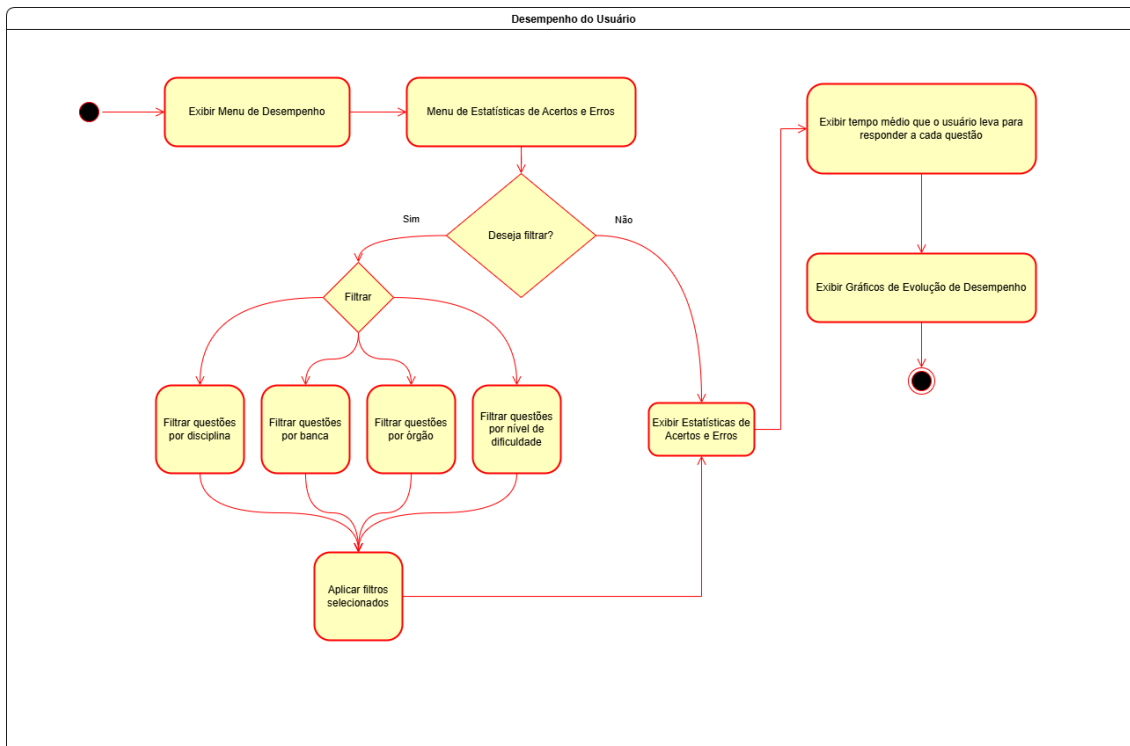 Desempenho do Usuário
Exibir Menu de Desempenho
Menu de Estatísticas de Acertos e Erros
Exibir tempo médio que o usuário leva para
responder a cada questão
Sim
Não
Deseja filtrar?
Filtrar
Exibir Gráficos de Evolução de Desempenho
Filtrar questões
por disciplina
Filtrar questões
por banca
Filtrar questões
por órgão
Filtrar questões
por nível de
dificuldade
Exibir Estatísticas de
Acertos e Erros
Aplicar filtros
selecionados